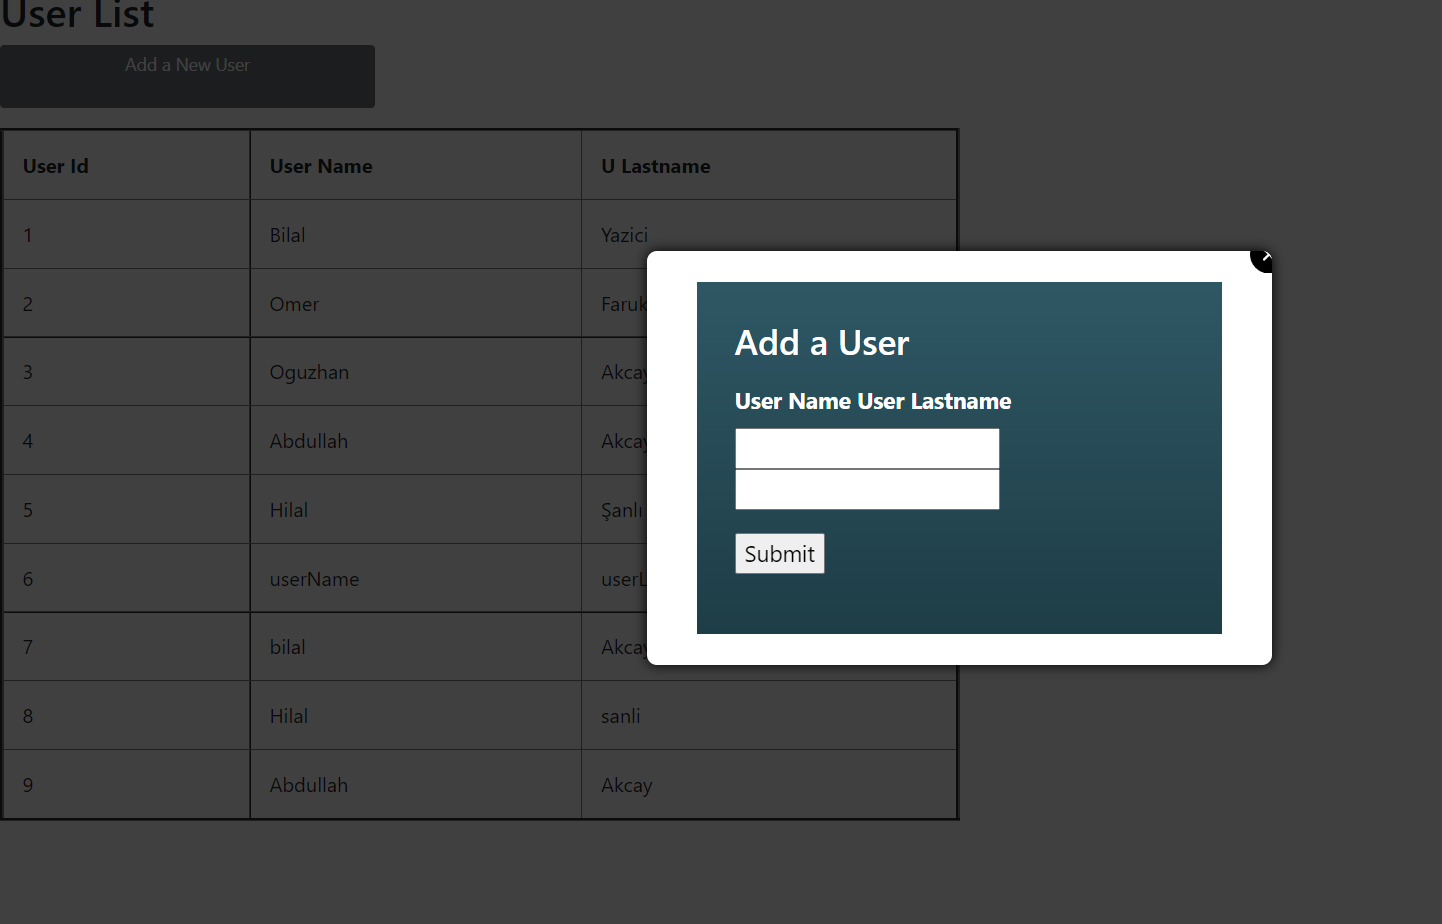 User List
Add a New User
User Id User Name U Lastname
1 Bilal Yazici
2 Omer Faruk
3 Oguzhan Akcay
4 Abdullah Akcay
5 Hilal Şanlı
6 userName userL
7 bilal Akcay
8 Hilal sanli
9 Abdullah Akcay
Add a User
User Name User Lastname
Submit